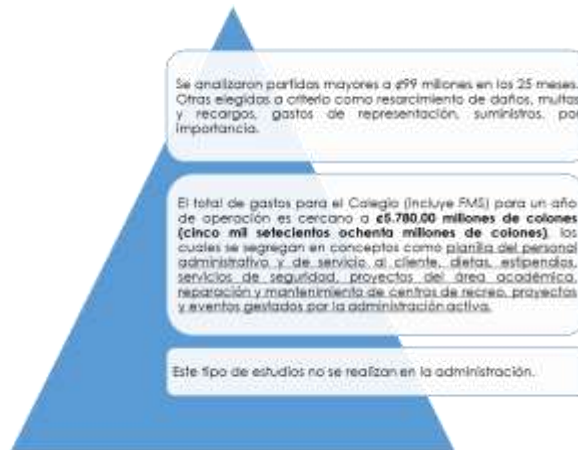 Se analizaron partidas mayores a ¢99 millones en los 25 meses.
Otras elegidas a criterio como resarcimiento de daños, multas
y recargos, gastos de representación, suministros, por
importancia.
El total de gastos para el Colegio (incluye FMS) para un año
de operación es cercano a ¢5.780,00 millones de colones
(cinco mil setecientos ochenta millones de colones), los
cuales se segregan en conceptos como planilla del personal
administrativo y de servicio al cliente, dietas, estipendios,
servicios de seguridad, proyectos del área académica,
reparación y mantenimiento de centros de recreo, proyectos
y eventos gestados por la administración activa.
Este tipo de estudios no se realizan en la administración.